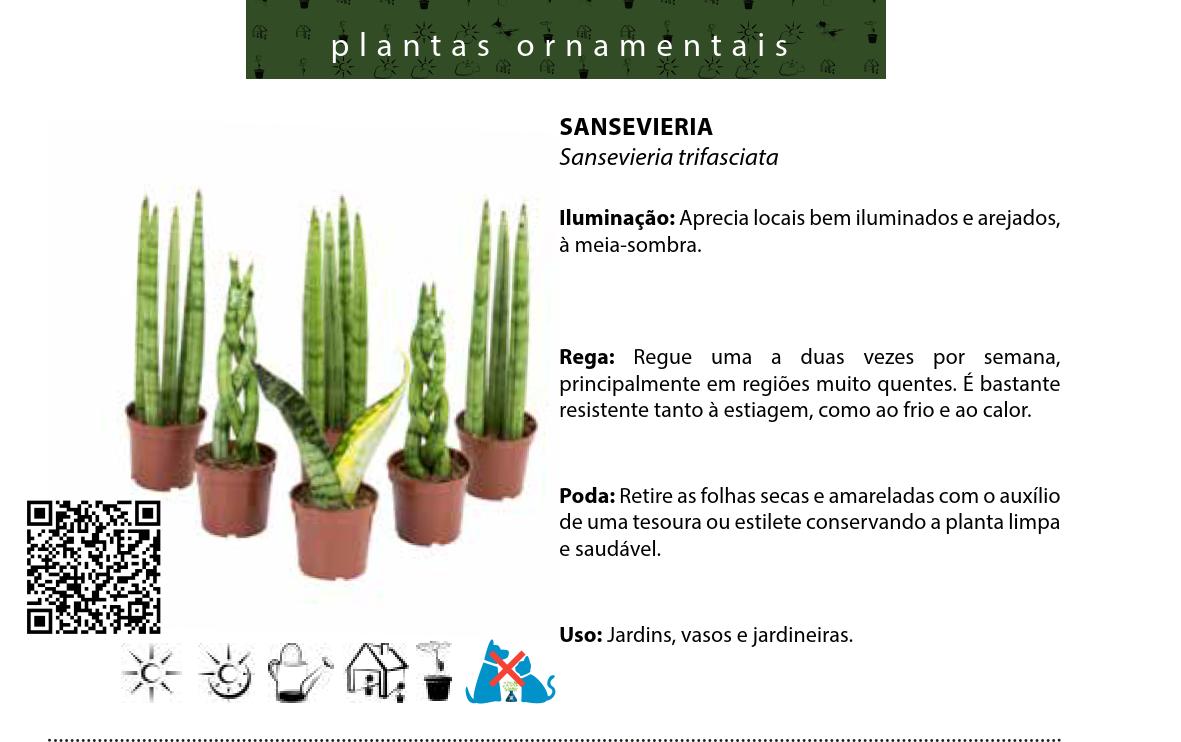 plantas ornamentais
SANSEVIERIA
Sansevieria trifasciata
Iluminação: Aprecia locais bem iluminados e arejados,
à meia-sombra.
Rega: Regue uma a duas vezes por semana,
principalmente em regiões muito quentes. É bastante
resistente tanto à estiagem, como ao frio e ao calor.
Poda: Retire as folhas secas e amareladas com o auxílio
de uma tesoura ou estilete conservando a planta limpa
e saudável.
Uso: Jardins, vasos e jardineiras.